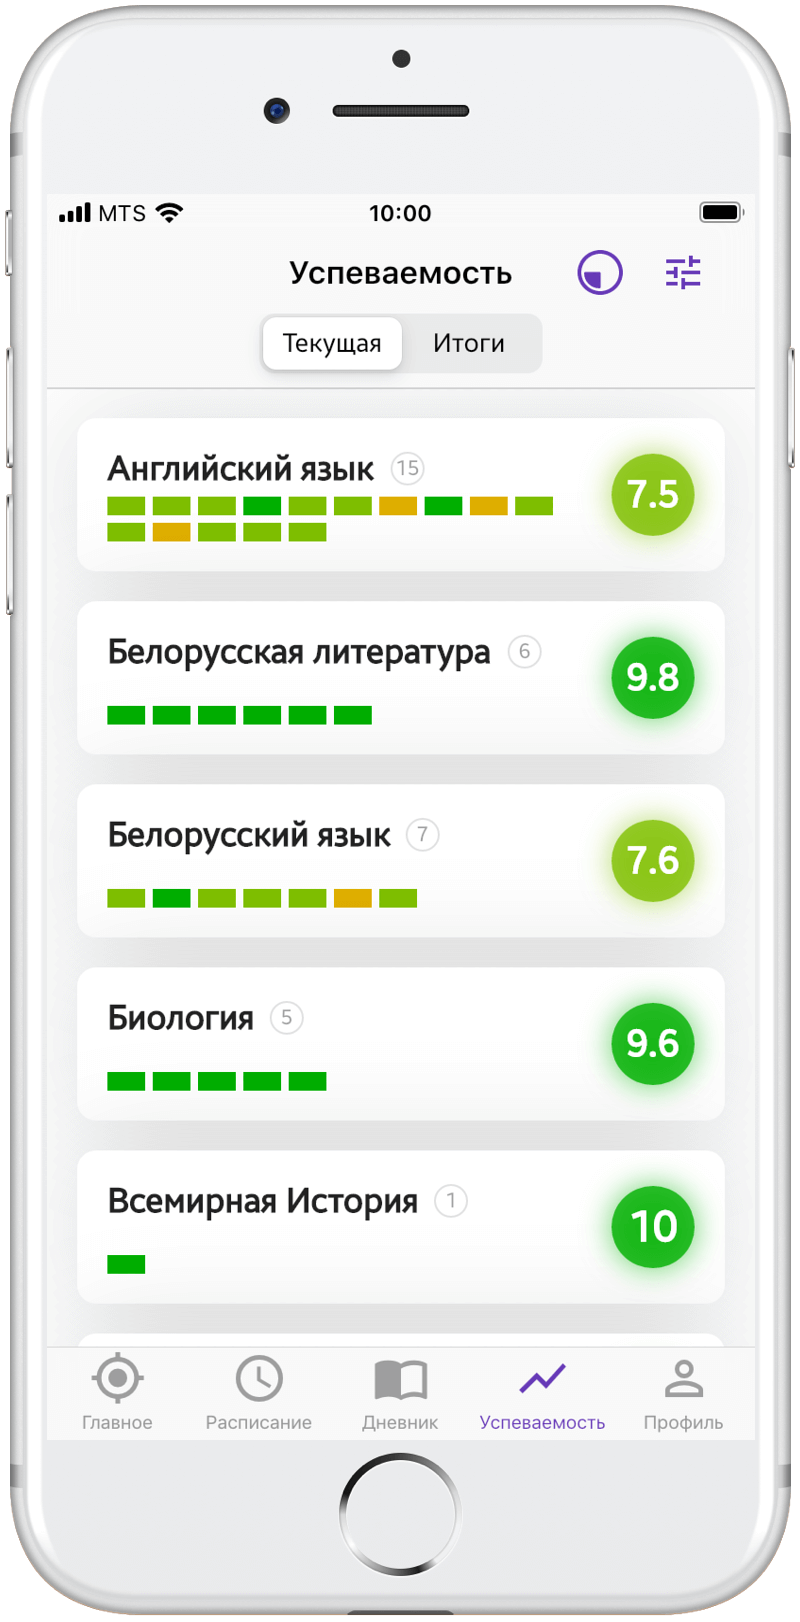 MTS 10:00
Успеваемость
Текущая Итоги
Английский язык 15
7.5
Белорусская литература 6
9.8
Белорусский язык 7
7.6
Биология 5
9.6
Всемирная История 1
10
Главное Расписание Дневник Успеваемость Профиль